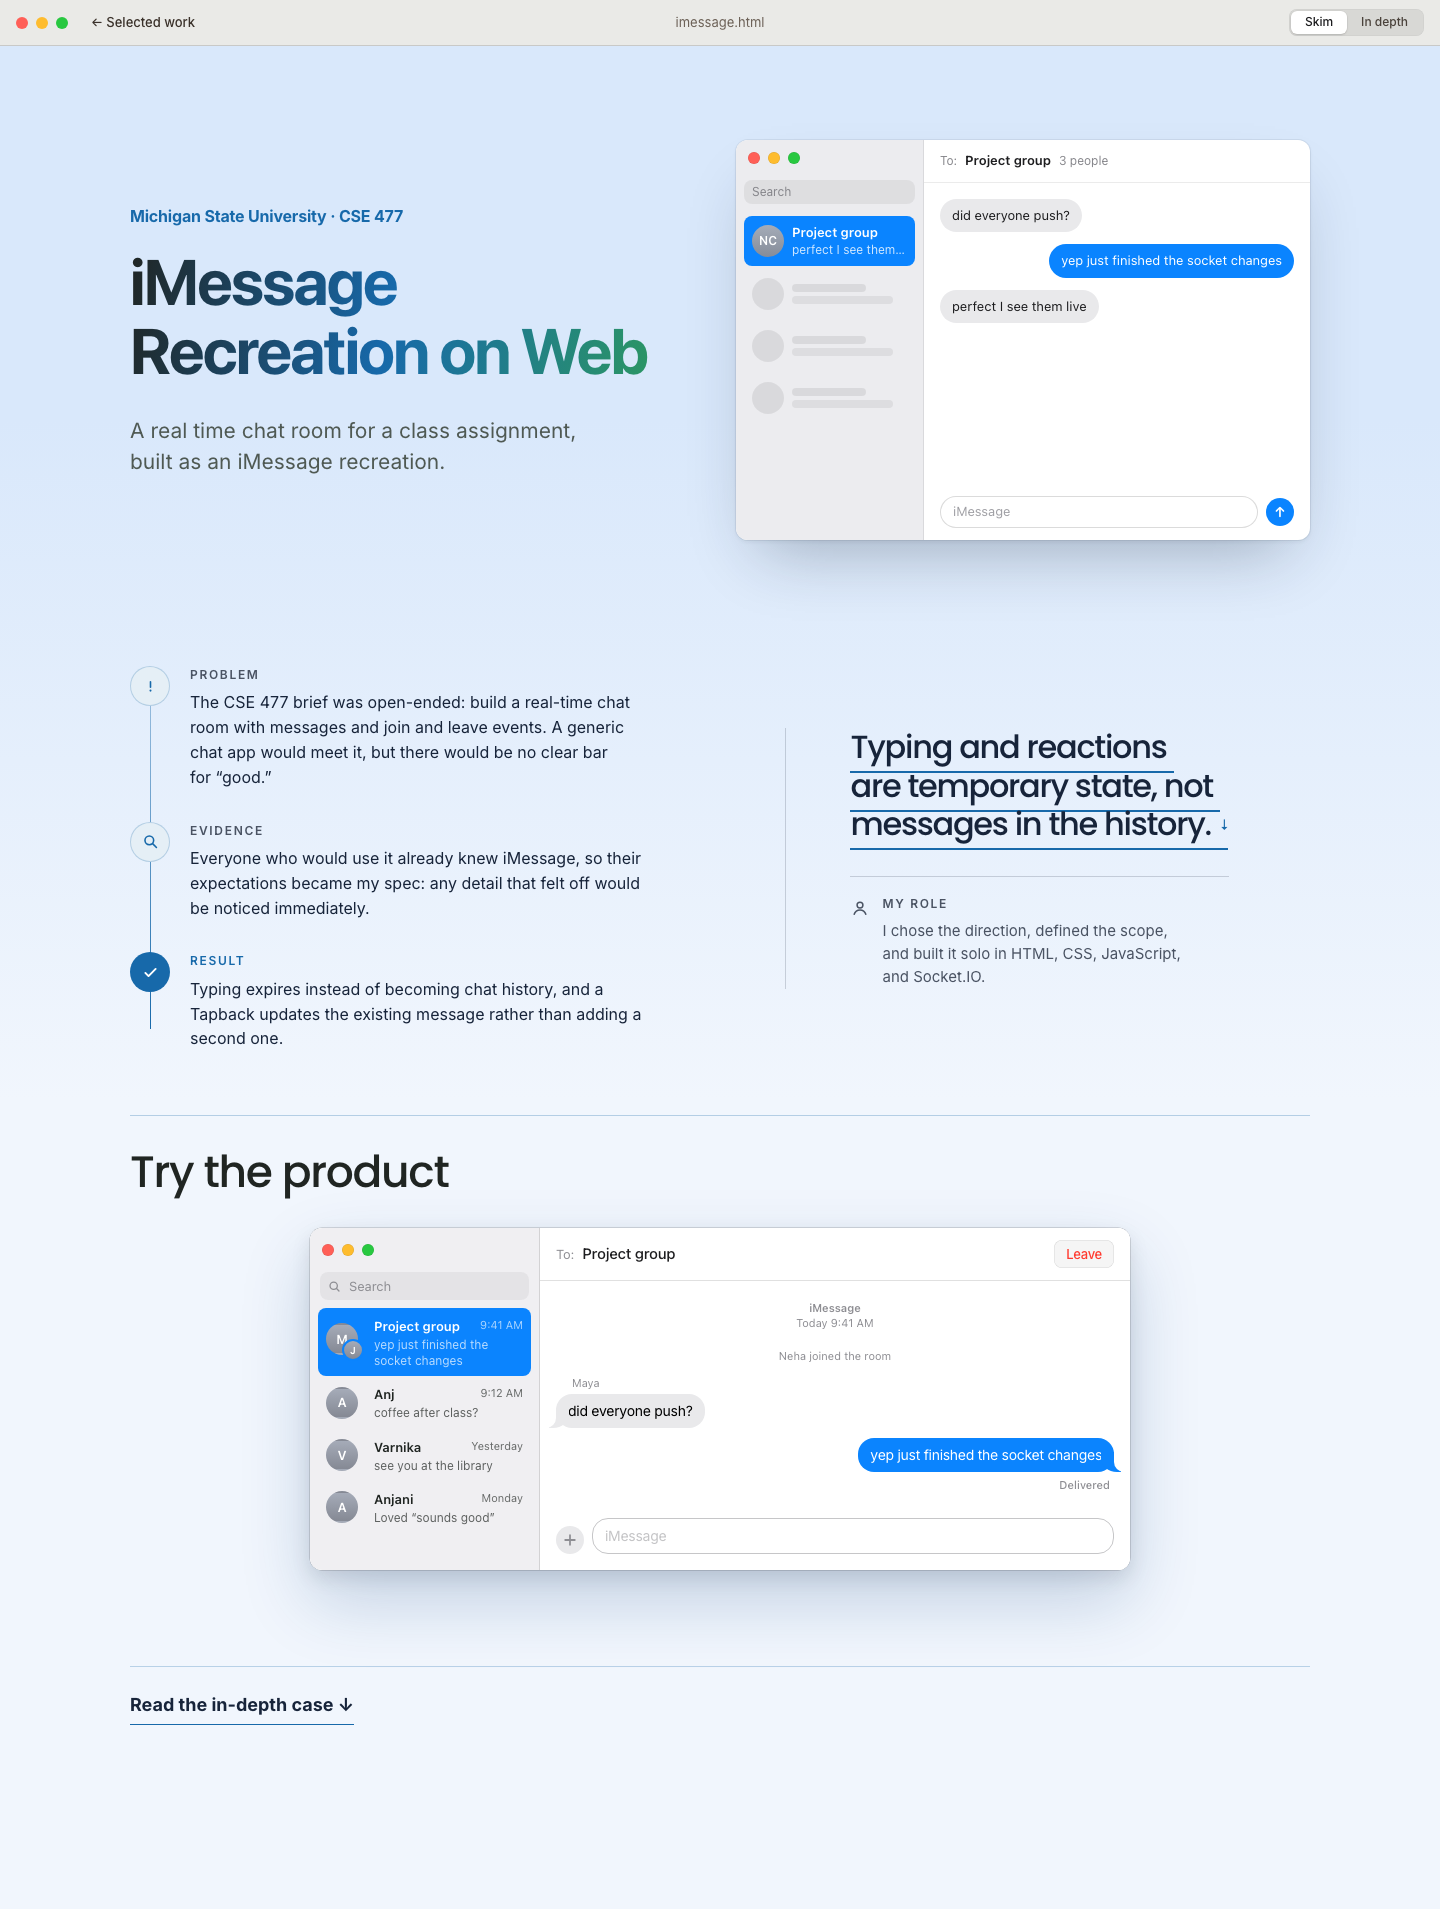 ← Selected work
imessage.html
Skim
In depth
Michigan State University · CSE 477
iMessage
Recreation on Web
A real time chat room for a class assignment,
built as an iMessage recreation.
Search
NC
Project group
perfect I see them...
To: Project group 3 people
did everyone push?
yep just finished the socket changes
perfect I see them live
iMessage
PROBLEM
The CSE 477 brief was open-ended: build a real-time chat
room with messages and join and leave events. A generic
chat app would meet it, but there would be no clear bar
for “good.”
EVIDENCE
Everyone who would use it already knew iMessage, so their
expectations became my spec: any detail that felt off would
be noticed immediately.
RESULT
Typing expires instead of becoming chat history, and a
Tapback updates the existing message rather than adding a
second one.
Typing and reactions
are temporary state, not
messages in the history. ↓
MY ROLE
I chose the direction, defined the scope,
and built it solo in HTML, CSS, JavaScript,
and Socket.IO.
Try the product
Search
M
J
Project group 9:41 AM
yep just finished the
socket changes
A
Anj 9:12 AM
coffee after class?
V
Varnika Yesterday
see you at the library
A
Anjani Monday
Loved “sounds good”
To: Project group
Leave
iMessage
Today 9:41 AM
Neha joined the room
Maya
did everyone push?
yep just finished the socket changes
Delivered
iMessage
Read the in-depth case ↓